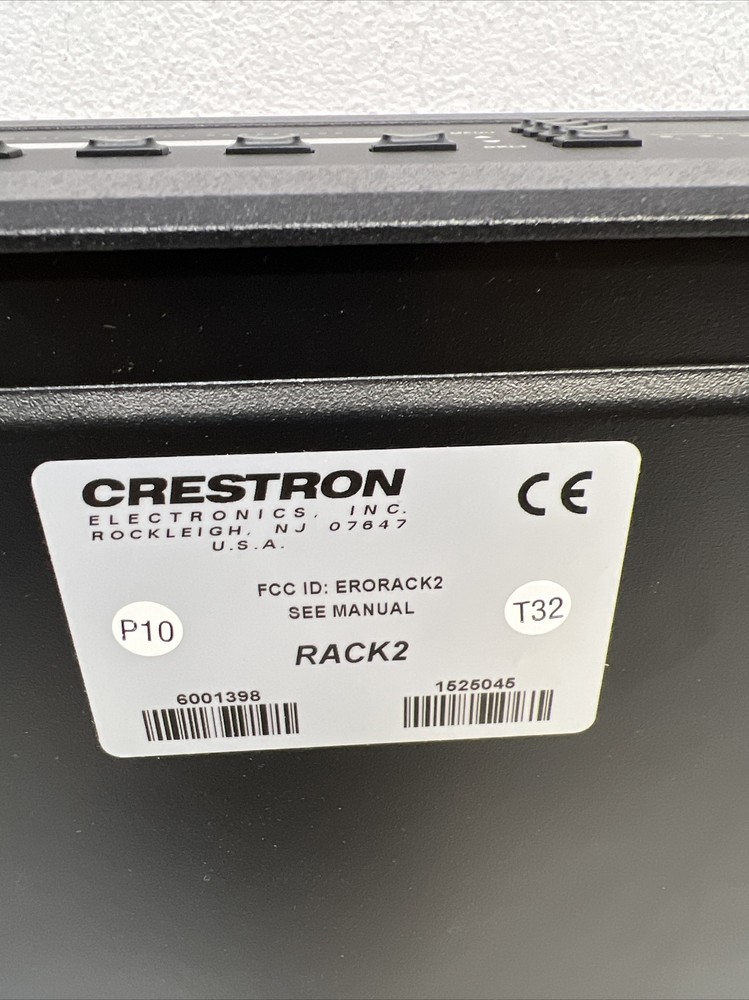 CRESTRON
ELECTRONICS, INC.
ROCKLEIGH, NJ 07647
U.S.A.
CE
FCC ID: ERORACK2
SEE MANUAL
P10
T32
RACK2
6001398
1525045